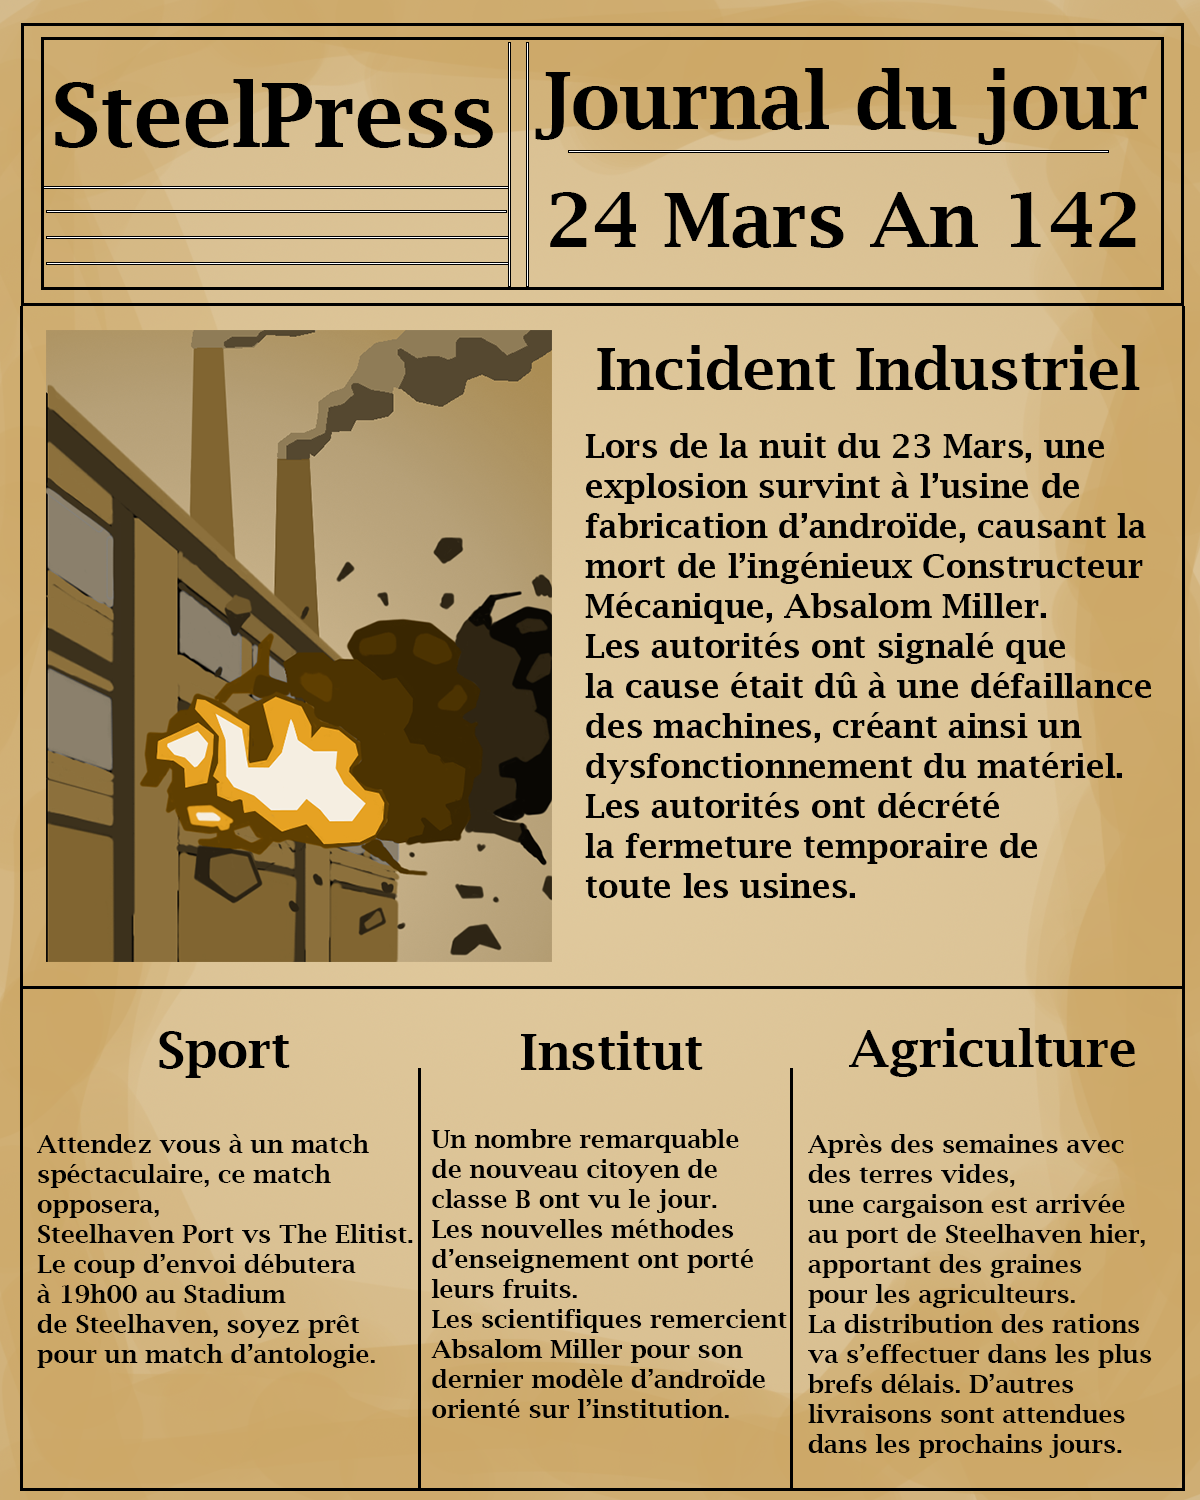 SteelPress
Journal du jour
24 Mars An 142
Incident Industriel
Lors de la nuit du 23 Mars, une
explosion survint à l’usine de
fabrication d’androïde, causant la
mort de l’ingénieux Constructeur
Mécanique, Absalom Miller.
Les autorités ont signalé que
la cause était dû à une défaillance
des machines, créant ainsi un
dysfonctionnement du matériel.
Les autorités ont décrété
la fermeture temporaire de
toute les usines.
Sport
Attendez vous à un match
spéctaculaire, ce match
opposera,
Steelhaven Port vs The Elitist.
Le coup d’envoi débutera
à 19h00 au Stadium
de Steelhaven, soyez prêt
pour un match d’antologie.
Institut
Un nombre remarquable
de nouveau citoyen de
classe B ont vu le jour.
Les nouvelles méthodes
d’enseignement ont porté
leurs fruits.
Les scientifiques remercient
Absalom Miller pour son
dernier modèle d’androïde
orienté sur l’institution.
Agriculture
Après des semaines avec
des terres vides,
une cargaison est arrivée
au port de Steelhaven hier,
apportant des graines
pour les agriculteurs.
La distribution des rations
va s’effectuer dans les plus
brefs délais. D’autres
livraisons sont attendues
dans les prochains jours.